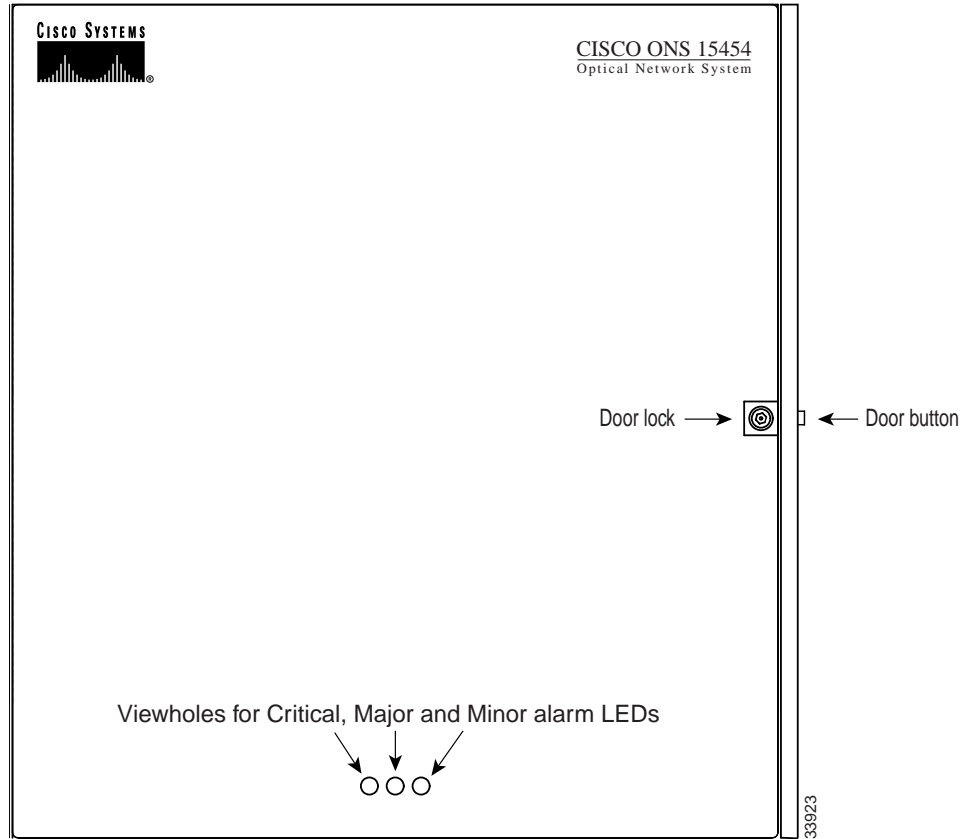 CISCO SYSTEMS
®
CISCO ONS 15454
Optical Network System
Door lock
Door button
Viewholes for Critical, Major and Minor alarm LEDs
33923